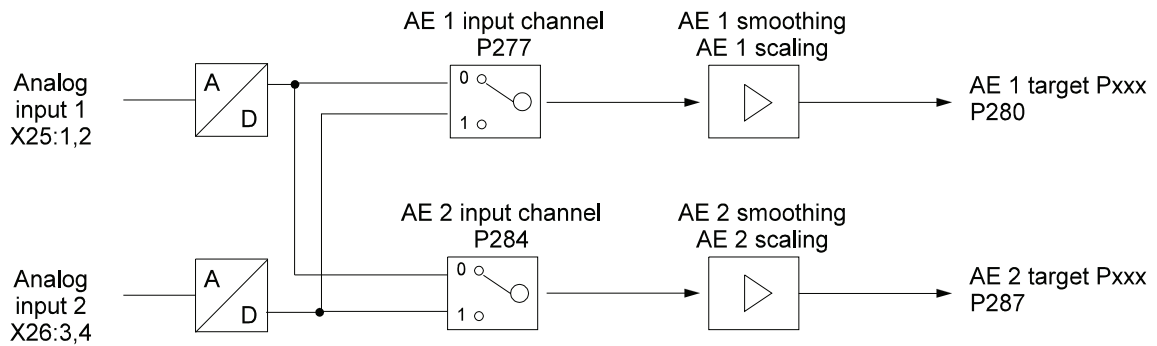 AE 1 input channel
P277
AE 1 smoothing
AE 1 scaling
Analog
input 1
X25:1,2
A
D
0
1
AE 1 target Pxxx
P280
AE 2 input channel
P284
AE 2 smoothing
AE 2 scaling
Analog
input 2
X26:3,4
A
D
0
1
AE 2 target Pxxx
P287